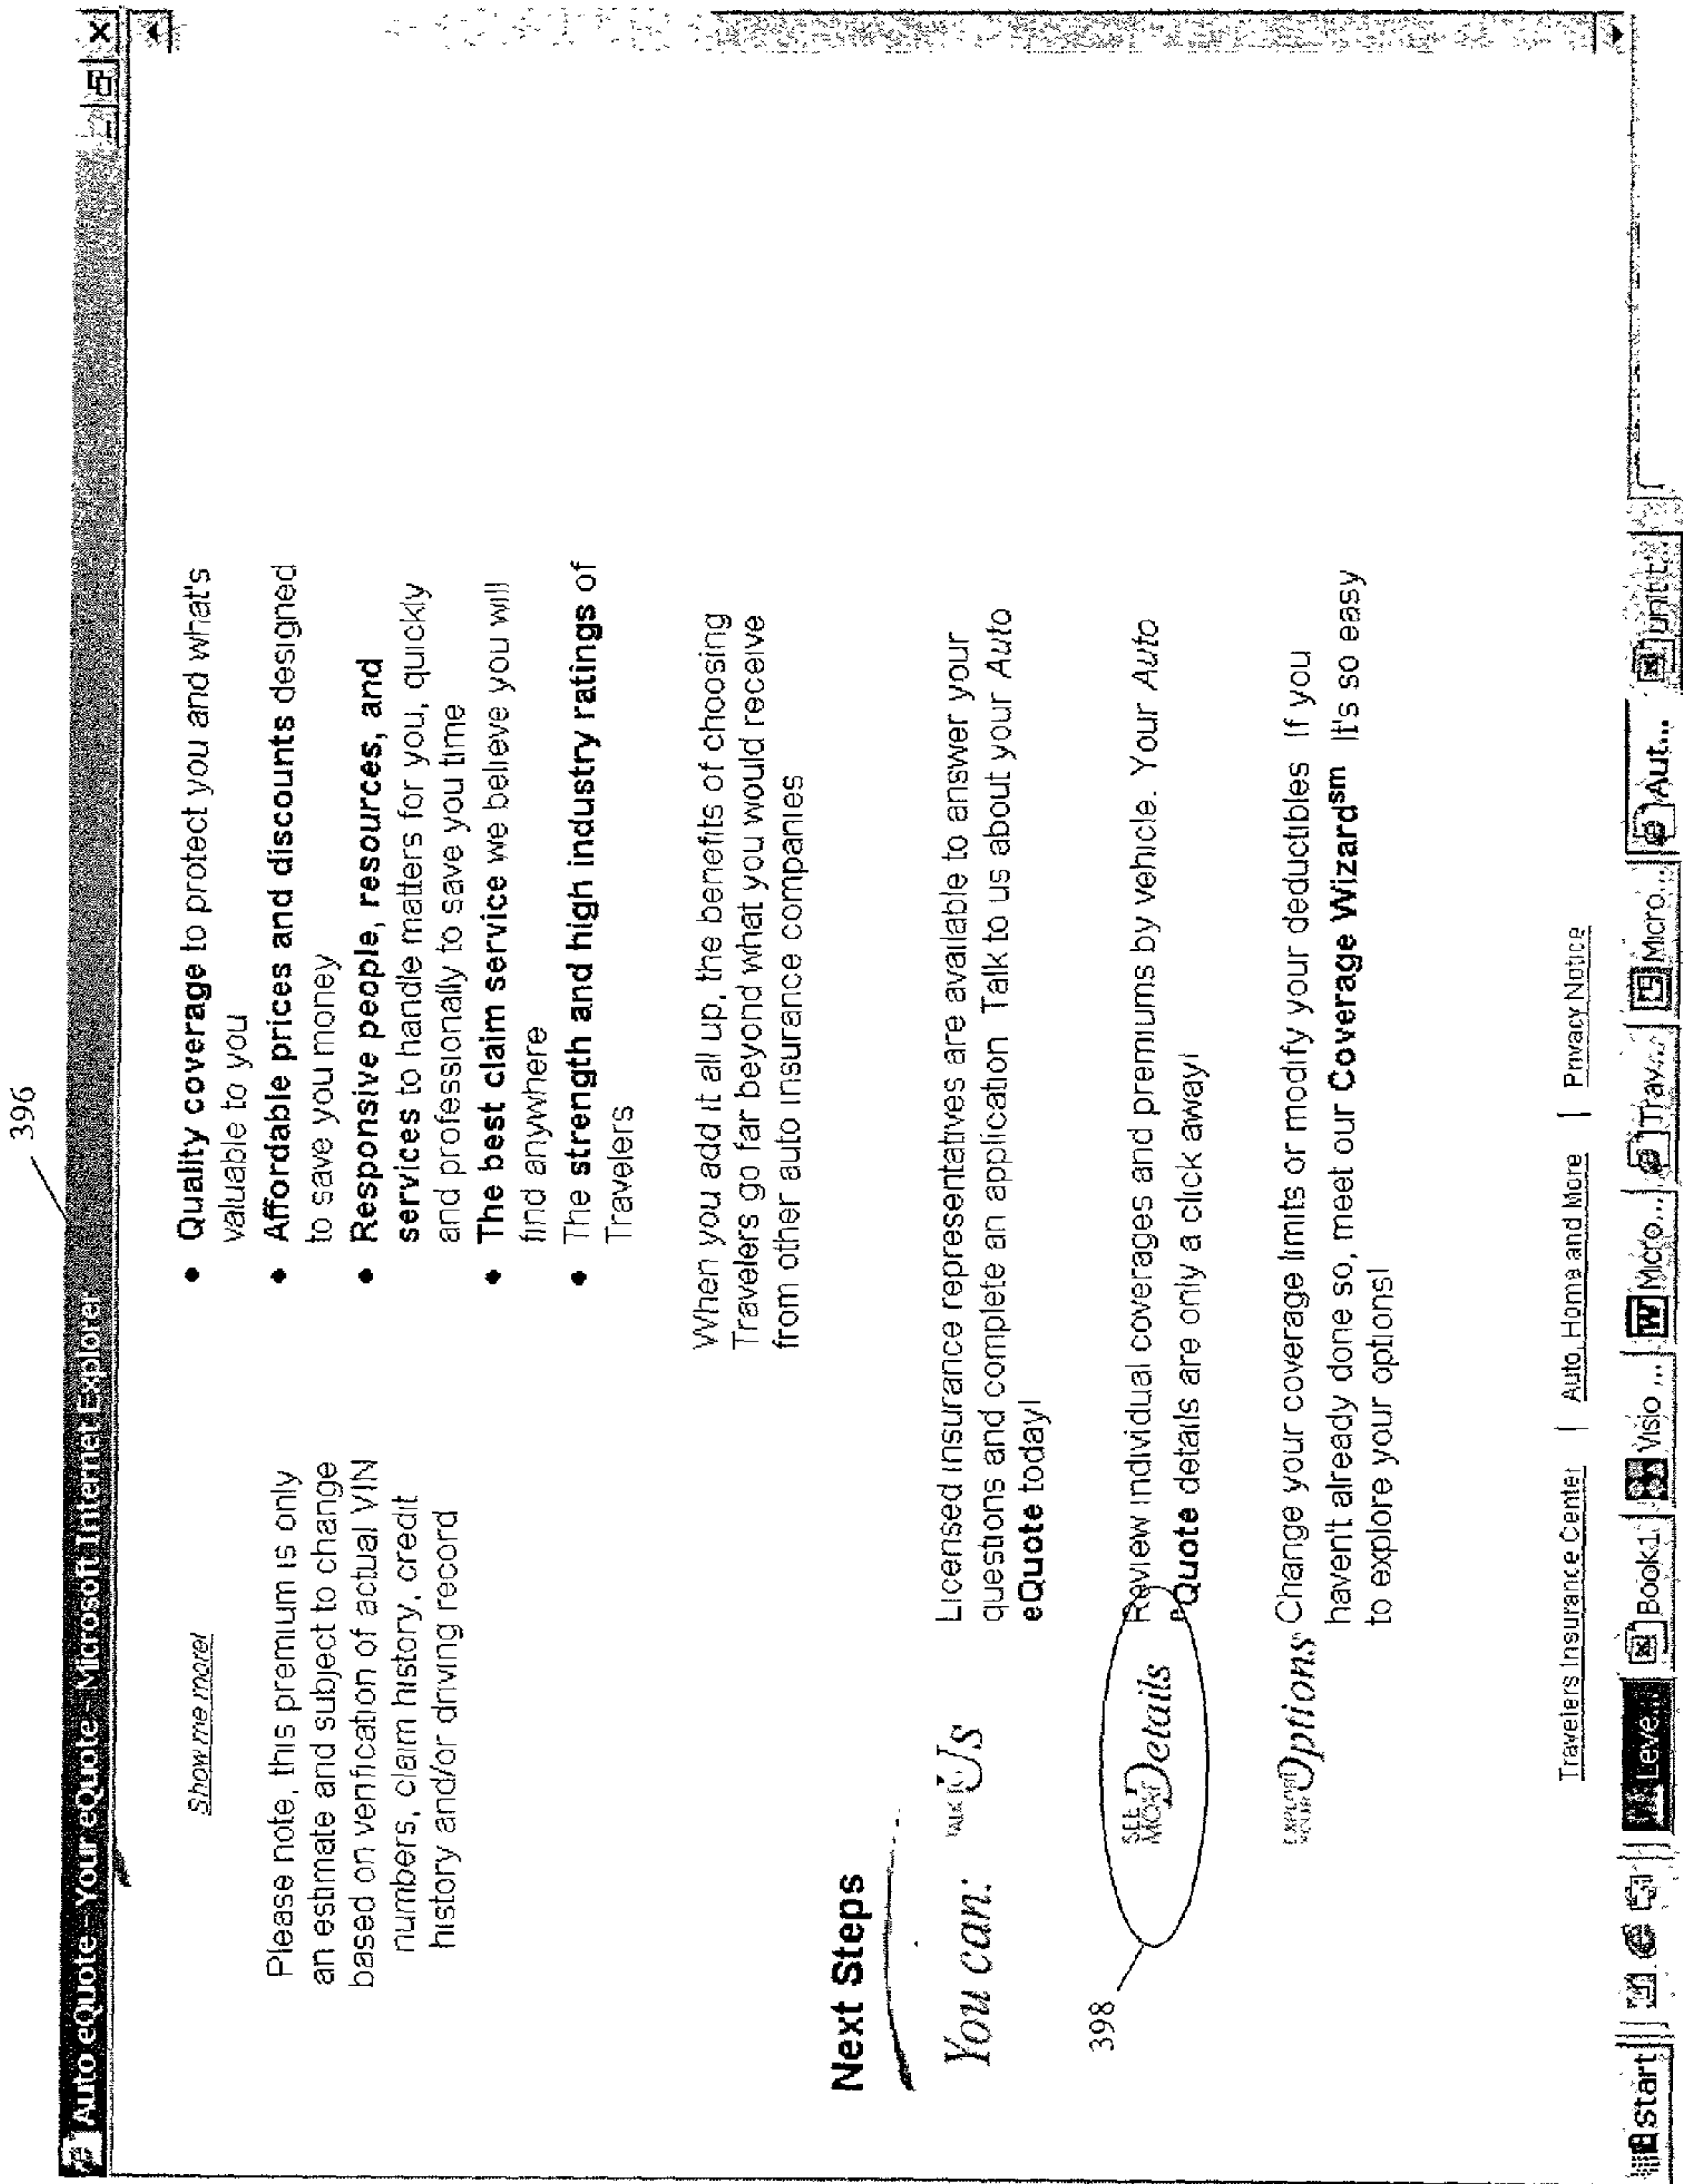 396
Auto eQuote - Your eQuote - Microsoft Internet Explorer
Show me more!
Please note, this premium is only
an estimate and subject to change
based on verification of actual VIN
numbers, claim history, credit
history and/or driving record
• Quality coverage to protect you and what's
valuable to you
• Affordable prices and discounts designed
to save you money
• Responsive people, resources, and
services to handle matters for you, quickly
and professionally to save you time
• The best claim service we believe you will
find anywhere
• The strength and high industry ratings of
Travelers
When you add it all up, the benefits of choosing
Travelers go far beyond what you would receive
from other auto insurance companies
Next Steps
You can:
TALK TO Us
Licensed insurance representatives are available to answer your
questions and complete an application Talk to us about your Auto
eQuote today!
398
SEE MORE Details
Review individual coverages and premiums by vehicle. Your Auto
eQuote details are only a click away!
EXPLORE YOUR Options
Change your coverage limits or modify your deductibles If you
haven't already done so, meet our Coverage Wizardsm It's so easy
to explore your options!
Travelers Insurance Center | Auto, Home and More | Privacy Notice
start Leve... Book1 Visio ... Micro... Trav... Micro... Aut... unit t...